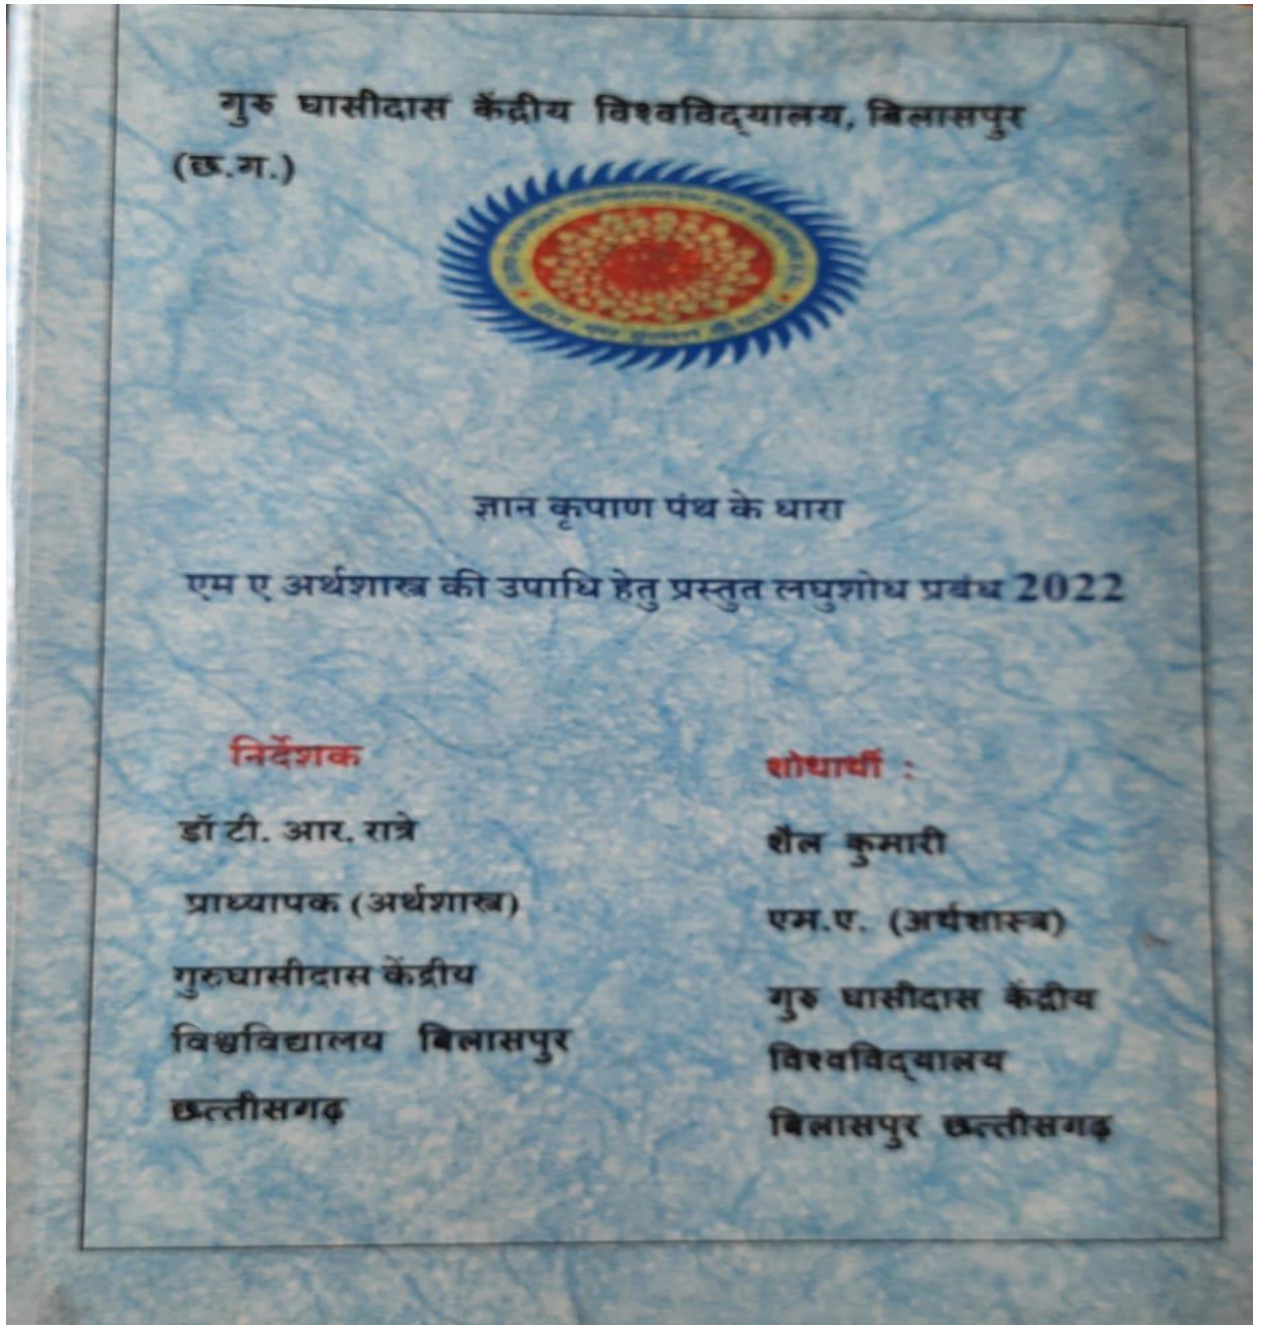 गुरु घासीदास केंद्रीय विश्वविद्यालय, बिलासपुर
(छ.ग.)
ज्ञान कृपाण पंथ के धारा
एम ए अर्थशास्त्र की उपाधि हेतु प्रस्तुत लघुशोध प्रबंध 2022
निर्देशक
डॉ टी. आर. रात्रे
प्राध्यापक (अर्थशास्त्र)
गुरुघासीदास केंद्रीय
विश्वविद्यालय बिलासपुर
छत्तीसगढ़
शोधार्थी :
शैल कुमारी
एम.ए. (अर्थशास्त्र)
गुरु घासीदास केंद्रीय
विश्वविद्यालय
बिलासपुर छत्तीसगढ़